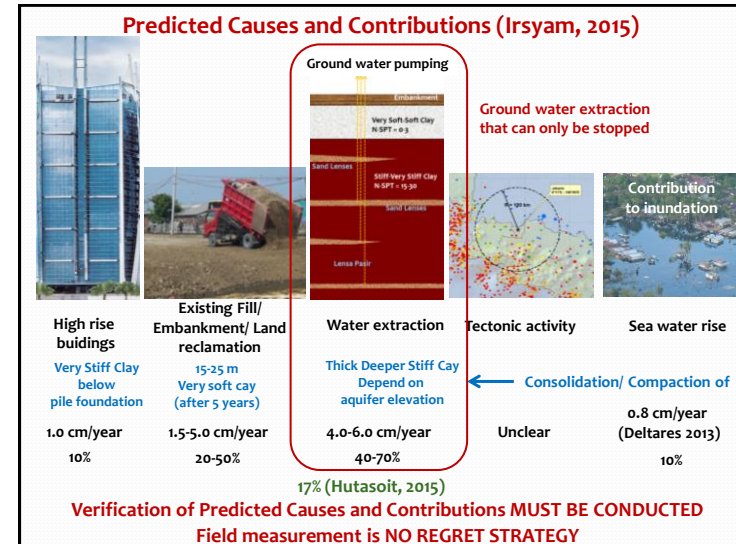 Predicted Causes and Contributions (Irsyam, 2015)
Ground water pumping
Embankment
Very Soft-Soft Clay
N-SPT = 0-3
Sand Lenses
Stiff-Very Stiff Clay
N-SPT = 15-30
Sand Lenses
Lensa Pasir
Ground water extraction
that can only be stopped
Contribution
to inundation
High rise
buidings
Existing Fill/
Embankment/ Land
reclamation
Water extraction
Tectonic activity
Sea water rise
Very Stiff Clay
below
pile foundation
15-25 m
Very soft cay
(after 5 years)
Thick Deeper Stiff Cay
Depend on
aquifer elevation
Consolidation/ Compaction of
1.0 cm/year
1.5-5.0 cm/year
4.0-6.0 cm/year
Unclear
0.8 cm/year
(Deltares 2013)
10%
20-50%
40-70%
10%
17% (Hutasoit, 2015)
Verification of Predicted Causes and Contributions MUST BE CONDUCTED
Field measurement is NO REGRET STRATEGY